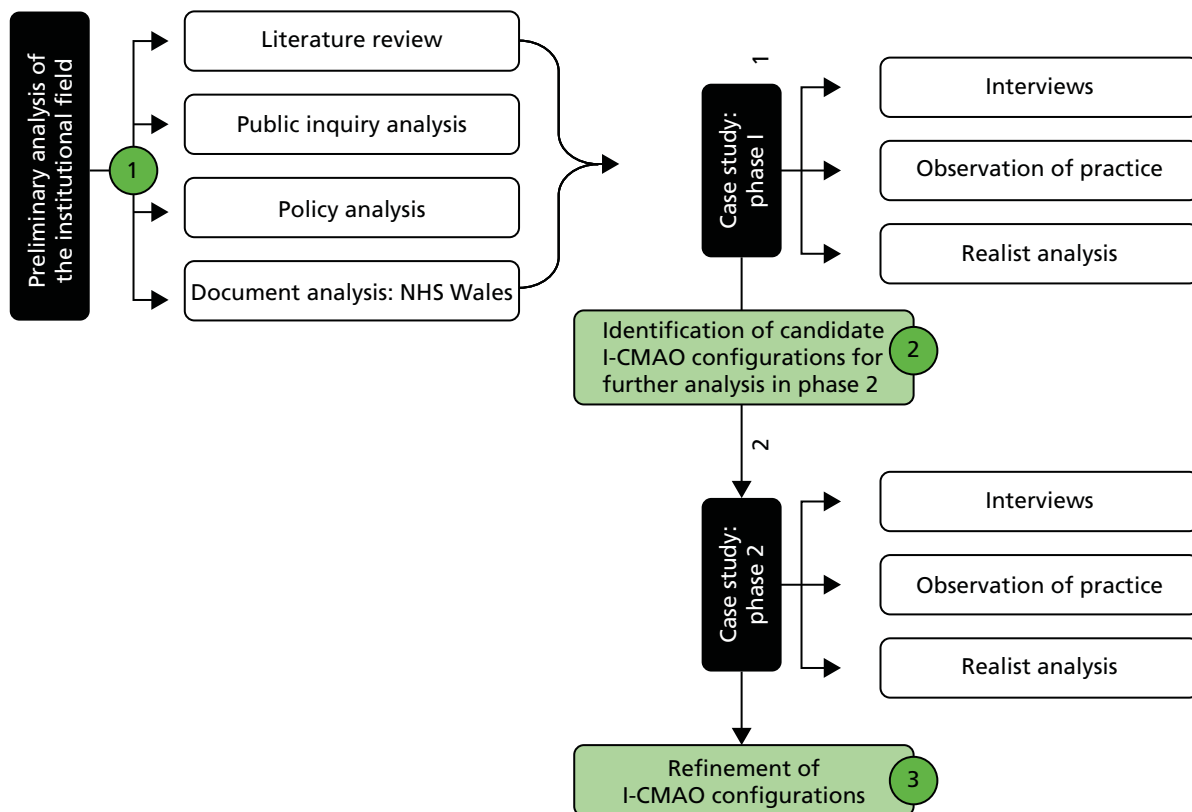 Preliminary analysis of
the institutional field
1
Literature review
Public inquiry analysis
Policy analysis
Document analysis: NHS Wales
1
Case study:
phase I
Interviews
Observation of practice
Realist analysis
Identification of candidate
I-CMAO configurations for
further analysis in phase 2
2
2
Case study:
phase 2
Interviews
Observation of practice
Realist analysis
Refinement of
I-CMAO configurations
3